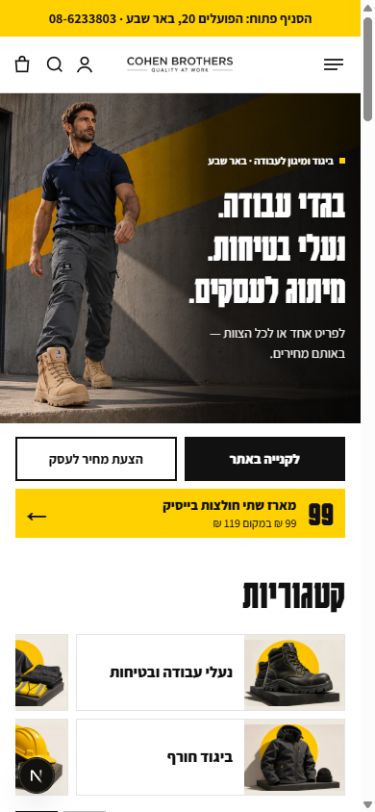 הסניף פתוח: הפועלים 20, באר שבע · 08-6233803
COHEN BROTHERS
QUALITY AT WORK
ביגוד ומיגון לעבודה · באר שבע
בגדי עבודה.
נעלי בטיחות.
מיתוג לעסקים.
לפריט אחד או לכל הצוות —
באותם מחירים.
לקנייה באתר
הצעת מחיר לעסק
99
מארז שתי חולצות בייסיק
99 ₪ במקום 119 ₪
קטגוריות
נעלי עבודה ובטיחות
ביגוד חורף
N